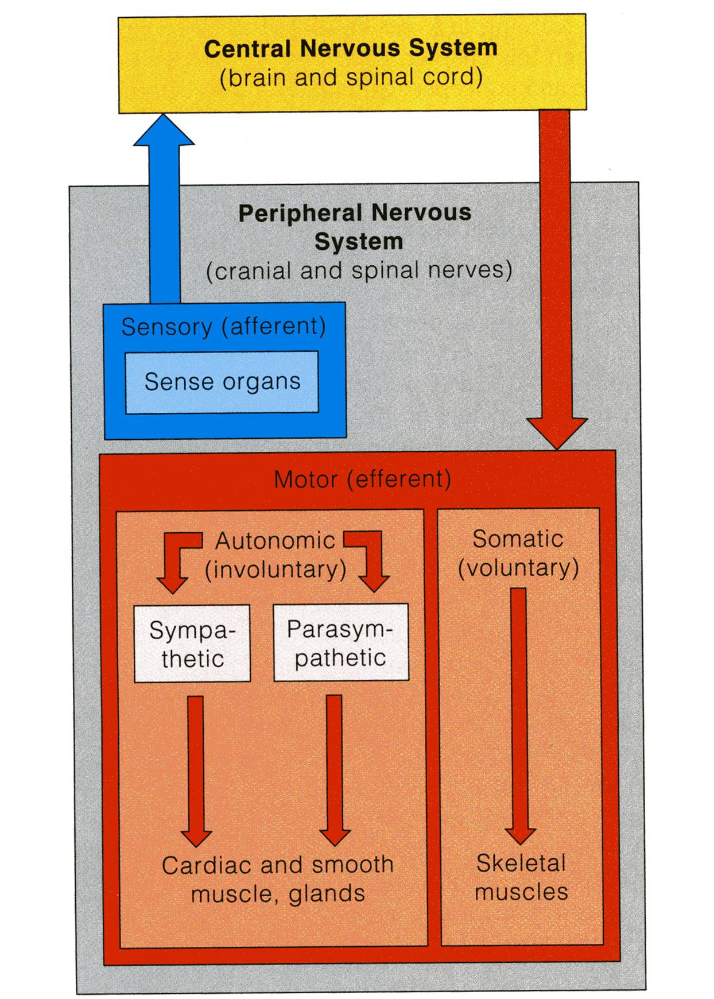 Central Nervous System
(brain and spinal cord)
Peripheral Nervous
System
(cranial and spinal nerves)
Sensory (afferent)
Sense organs
Motor (efferent)
Autonomic
(involuntary)
Somatic
(voluntary)
Sympa-
thetic
Parasym-
pathetic
Cardiac and smooth
muscle, glands
Skeletal
muscles